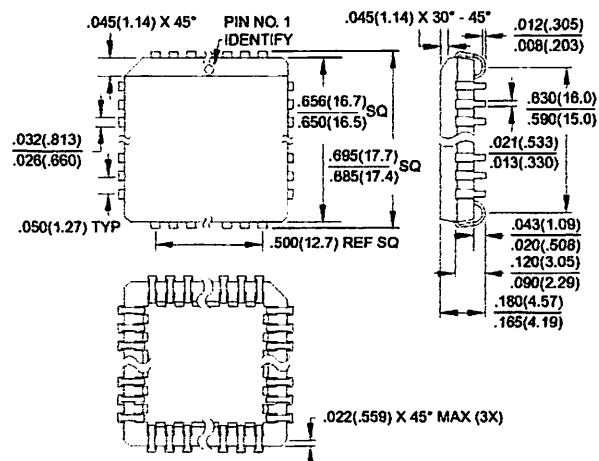 .045(1.14) X 45°
PIN NO. 1
IDENTIFY
.045(1.14) X 30° - 45°
.012(.305)
.008(.203)
.656(16.7)
.650(16.5)
SQ
.630(16.0)
.590(15.0)
.032(.813)
.026(.660)
.021(.533)
.013(.330)
.695(17.7)
.685(17.4)
SQ
.050(1.27) TYP
.500(12.7) REF SQ
.043(1.09)
.020(.508)
.120(3.05)
.090(2.29)
.180(4.57)
.165(4.19)
.022(.559) X 45° MAX (3X)